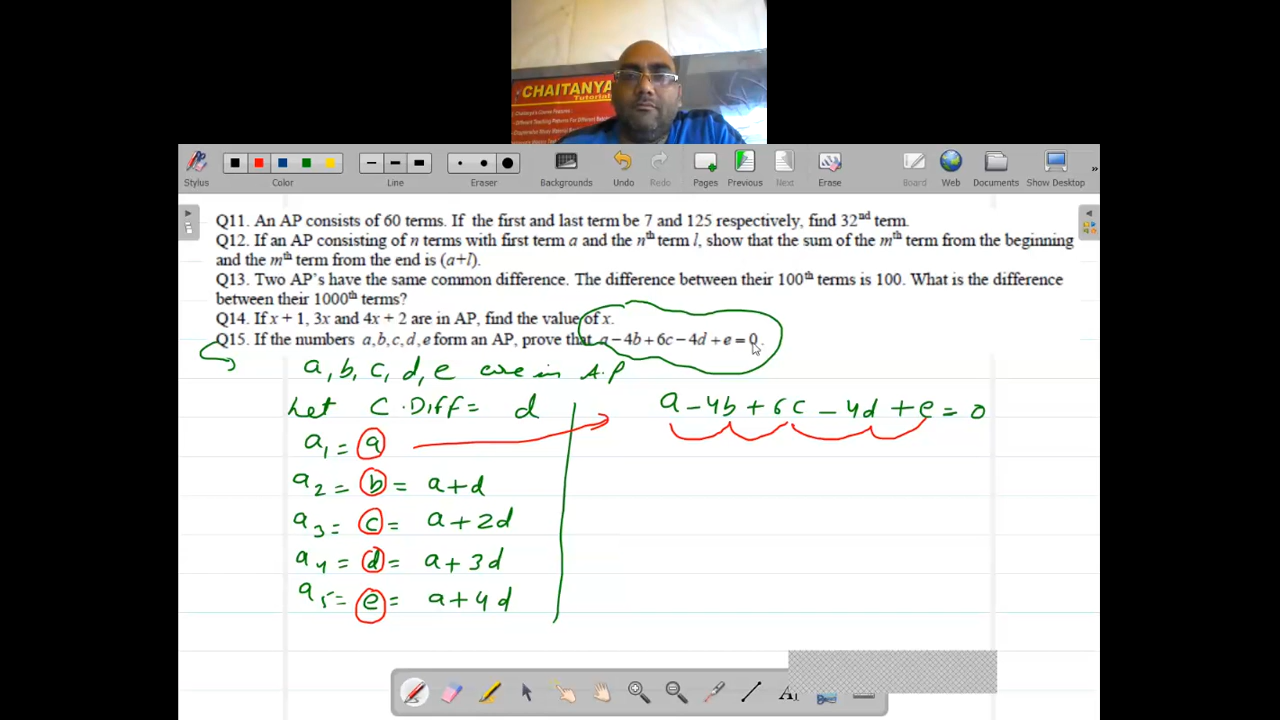 CHAITANYA
Tutorial
Stylus
Color
Line
Eraser
Backgrounds
Undo
Redo
Pages
Previous
Next
Erase
Board
Web
Documents
Show Desktop
»
Q11. An AP consists of 60 terms. If the first and last term be 7 and 125 respectively, find 32nd term.
Q12. If an AP consisting of n terms with first term a and the nth term l, show that the sum of the mth term from the beginning
and the mth term from the end is (a+l).
Q13. Two AP's have the same common difference. The difference between their 100th terms is 100. What is the difference
between their 1000th terms?
Q14. If x + 1, 3x and 4x + 2 are in AP, find the value of x.
Q15. If the numbers a,b,c,d,e form an AP, prove that a − 4b + 6c − 4d + e = 0.
a, b, c, d, e are in A.P
Let C.Diff = d
a1 = a
a2 = b = a + d
a3 = c = a + 2d
a4 = d = a + 3d
a5 = e = a + 4d
a − 4b + 6c − 4d + e = 0